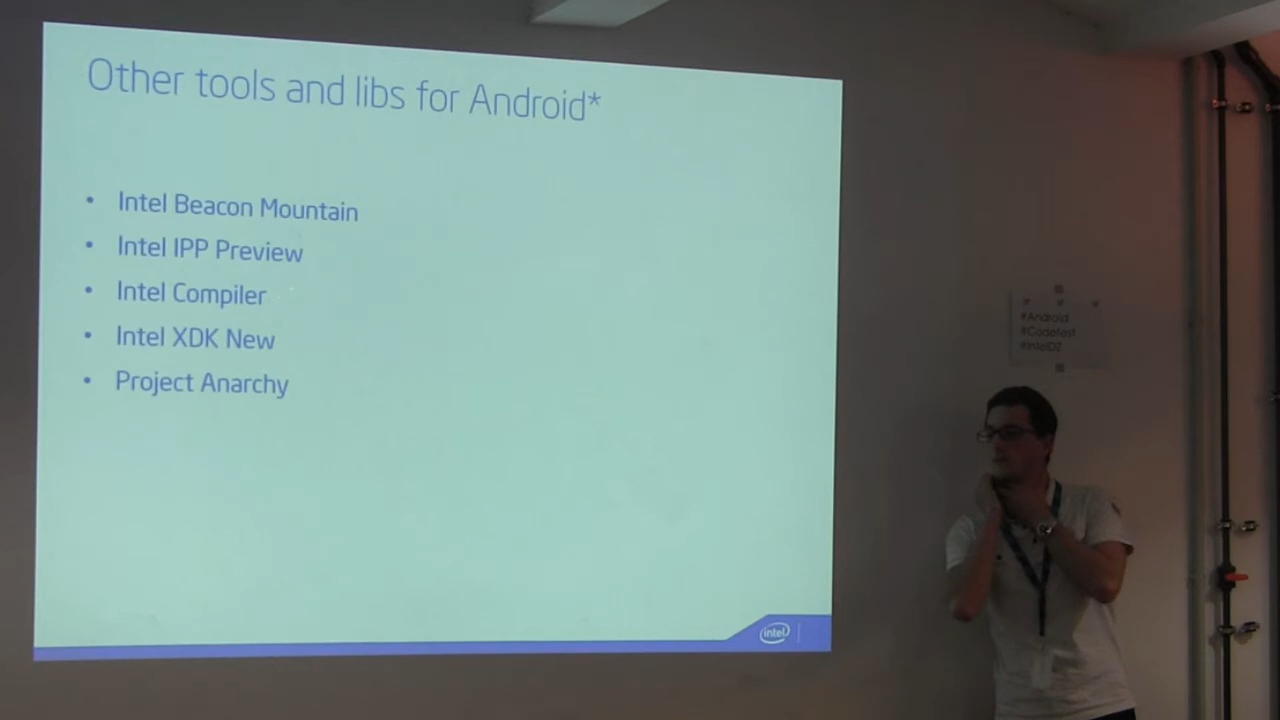 Other tools and libs for Android*
• Intel Beacon Mountain
• Intel IPP Preview
• Intel Compiler
• Intel XDK New
• Project Anarchy
intel
#Android
#Codefest
#IntelDZ